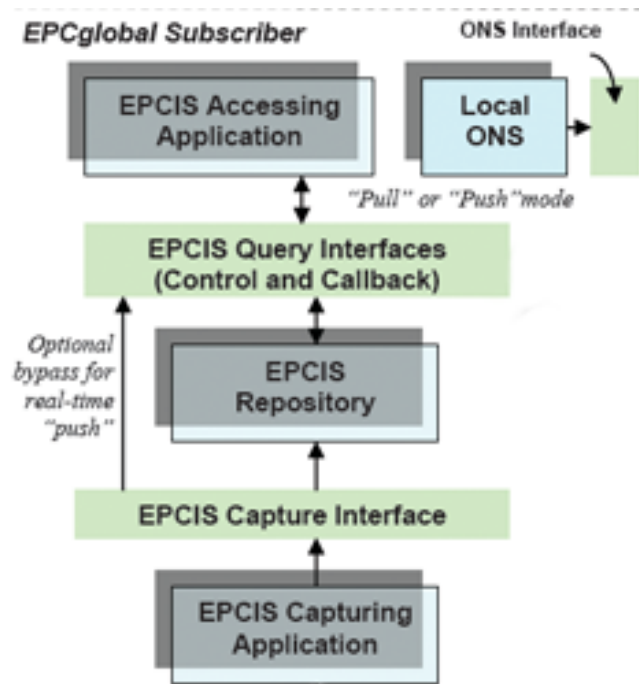 EPCglobal Subscriber
ONS Interface
EPCIS Accessing
Application
Local
ONS
"Pull" or "Push"mode
EPCIS Query Interfaces
(Control and Callback)
Optional
bypass for
real-time
"push"
EPCIS
Repository
EPCIS Capture Interface
EPCIS Capturing
Application